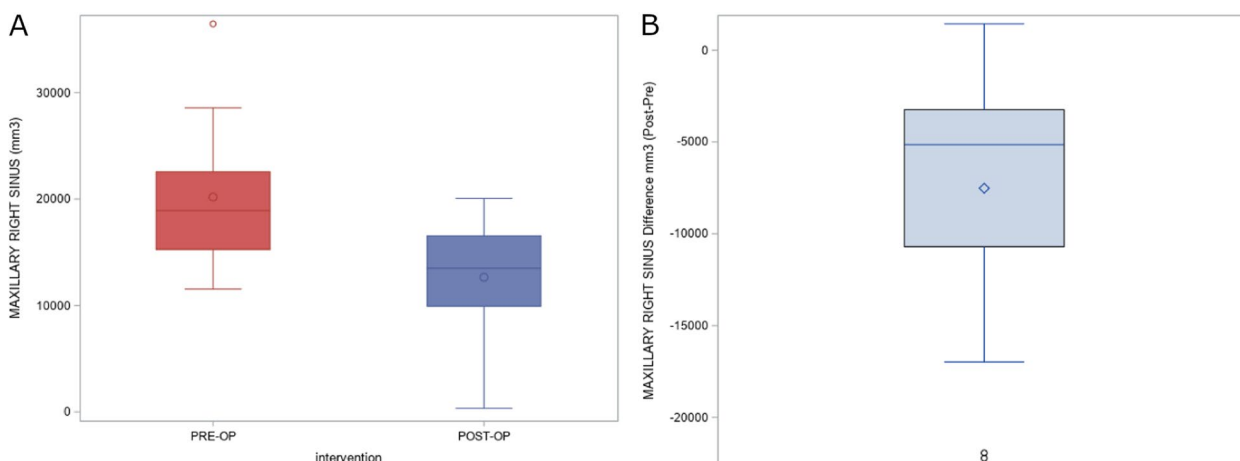 A
MAXILLARY RIGHT SINUS (mm3)
30000
20000
10000
0
PRE-OP
POST-OP
intervention
B
MAXILLARY RIGHT SINUS Difference mm3 (Post-Pre)
0
-5000
-10000
-15000
-20000